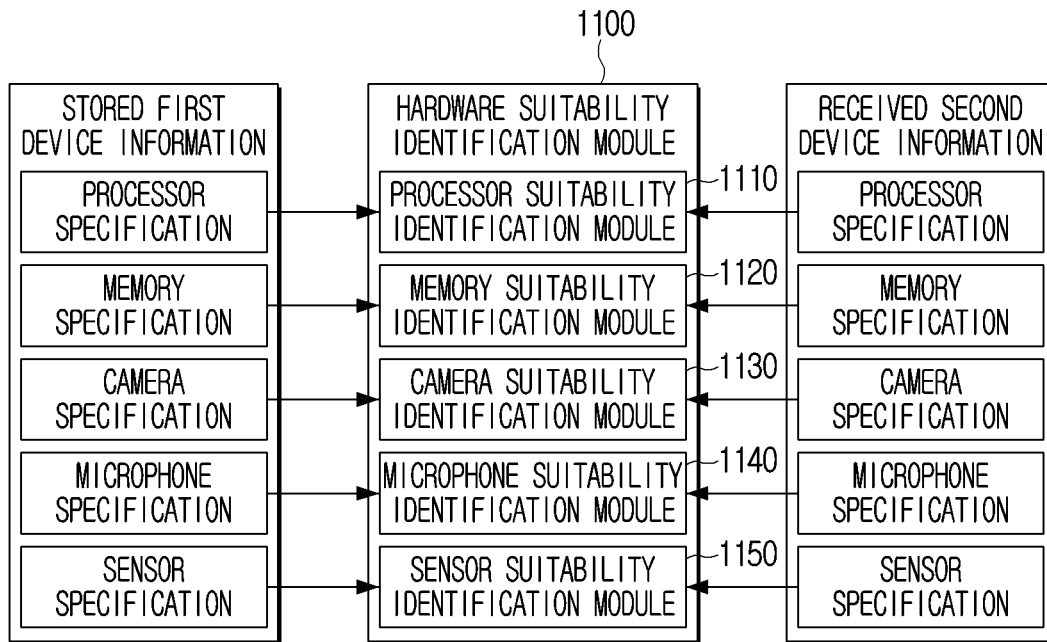 1100
STORED FIRST
DEVICE INFORMATION
PROCESSOR
SPECIFICATION
MEMORY
SPECIFICATION
CAMERA
SPECIFICATION
MICROPHONE
SPECIFICATION
SENSOR
SPECIFICATION
HARDWARE SUITABILITY
IDENTIFICATION MODULE
PROCESSOR SUITABILITY
IDENTIFICATION MODULE
1110
MEMORY SUITABILITY
IDENTIFICATION MODULE
1120
CAMERA SUITABILITY
IDENTIFICATION MODULE
1130
MICROPHONE SUITABILITY
IDENTIFICATION MODULE
1140
SENSOR SUITABILITY
IDENTIFICATION MODULE
1150
RECEIVED SECOND
DEVICE INFORMATION
PROCESSOR
SPECIFICATION
MEMORY
SPECIFICATION
CAMERA
SPECIFICATION
MICROPHONE
SPECIFICATION
SENSOR
SPECIFICATION